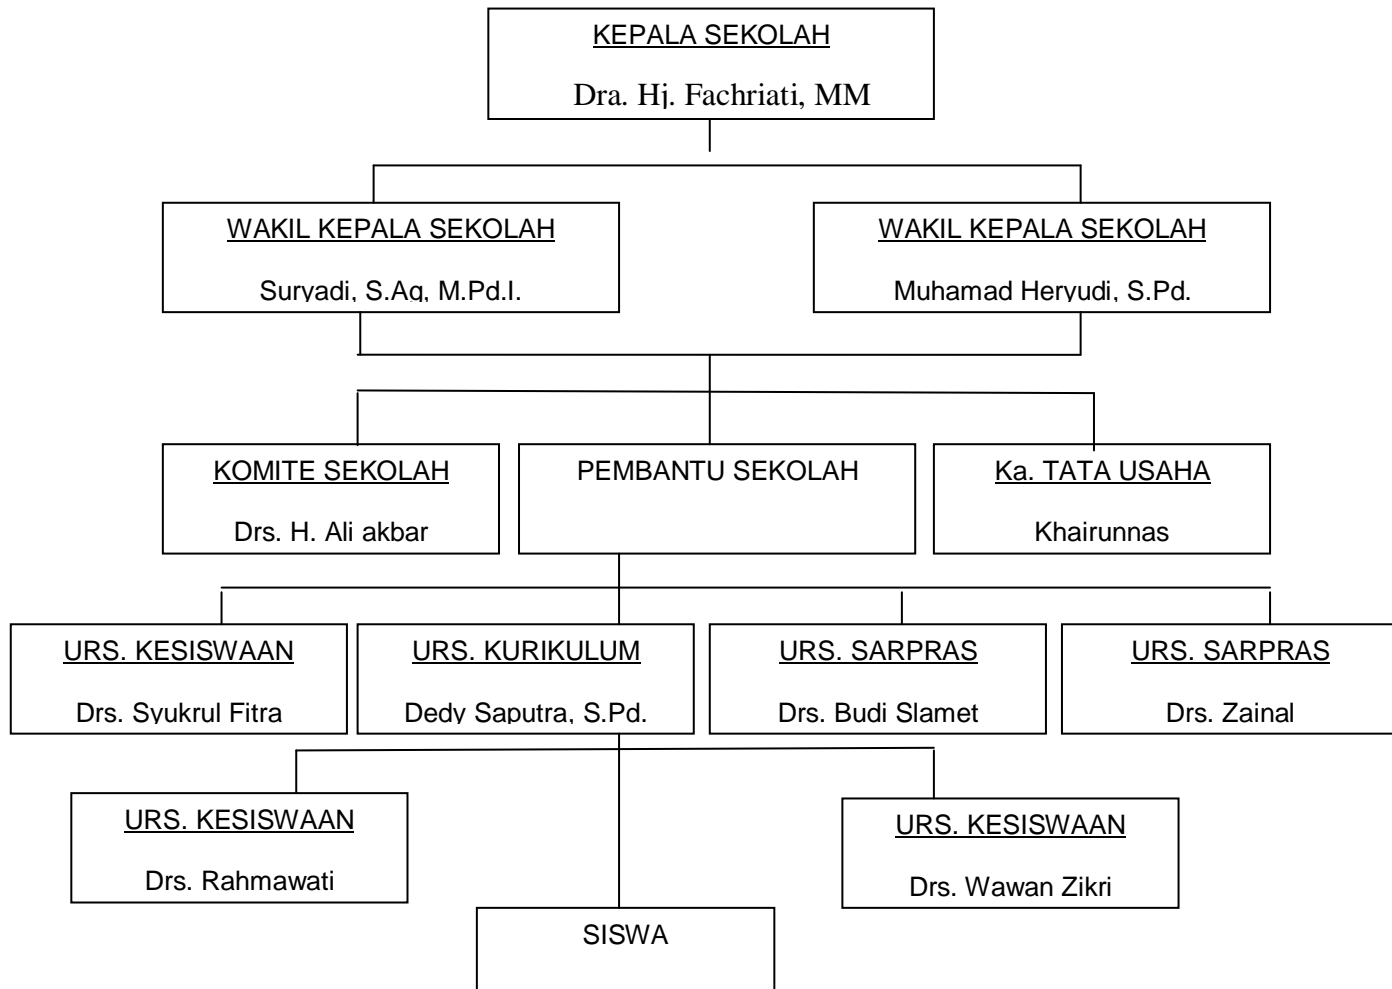 KEPALA SEKOLAH
Dra. Hj. Fachriati, MM
WAKIL KEPALA SEKOLAH
Suryadi, S.Ag, M.Pd.I.
WAKIL KEPALA SEKOLAH
Muhamad Heryudi, S.Pd.
KOMITE SEKOLAH
Drs. H. Ali akbar
PEMBANTU SEKOLAH
Ka. TATA USAHA
Khairunnas
URS. KESISWAAN
Drs. Syukrul Fitra
URS. KURIKULUM
Dedy Saputra, S.Pd.
URS. SARPRAS
Drs. Budi Slamet
URS. SARPRAS
Drs. Zainal
URS. KESISWAAN
Drs. Rahmawati
URS. KESISWAAN
Drs. Wawan Zikri
SISWA